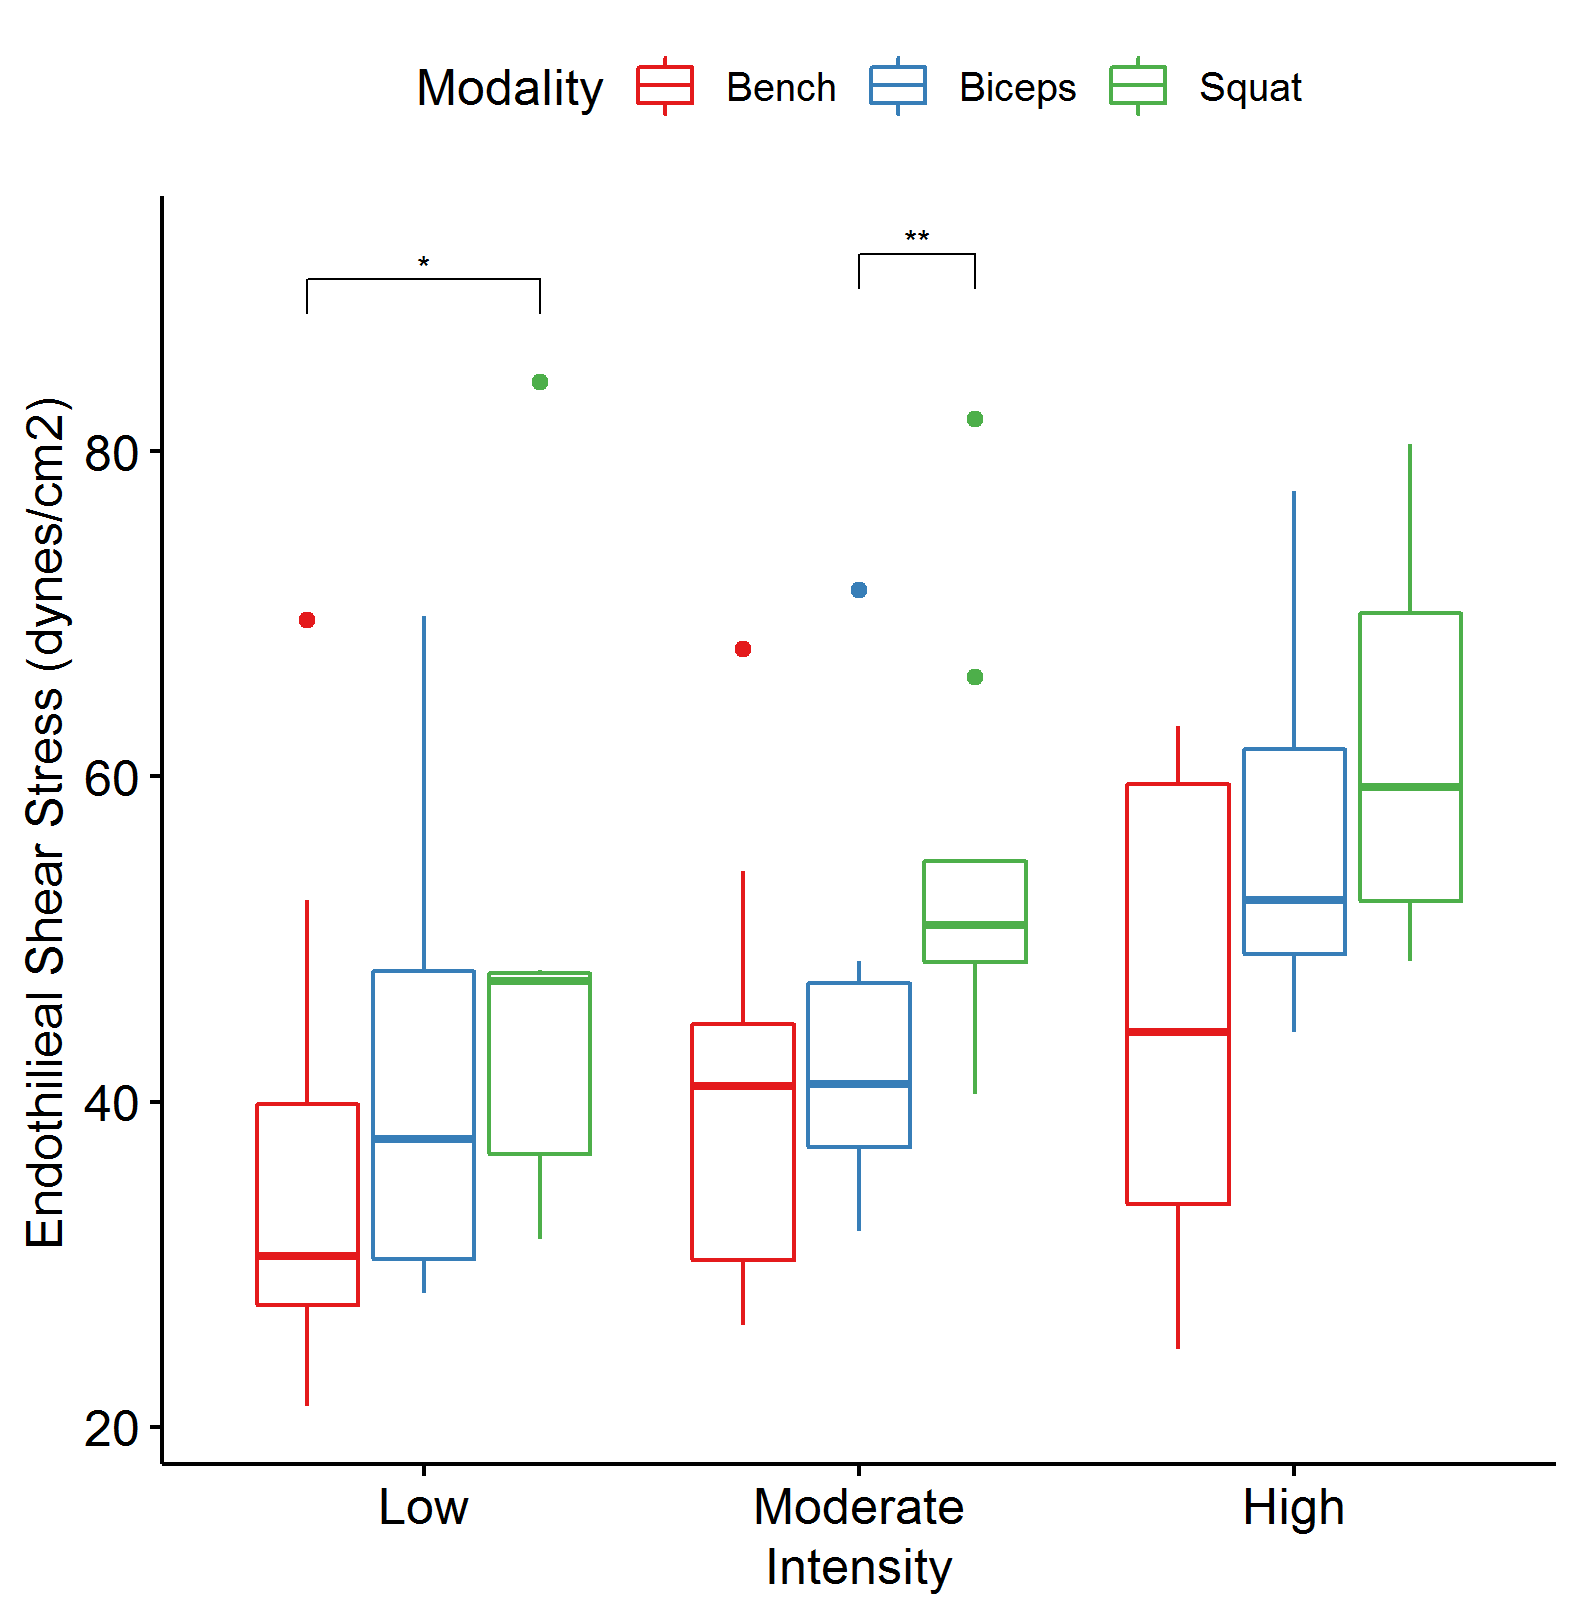 Modality Bench Biceps Squat
*
**
Endothilieal Shear Stress (dynes/cm2)
80
60
40
20
Low Moderate High
Intensity